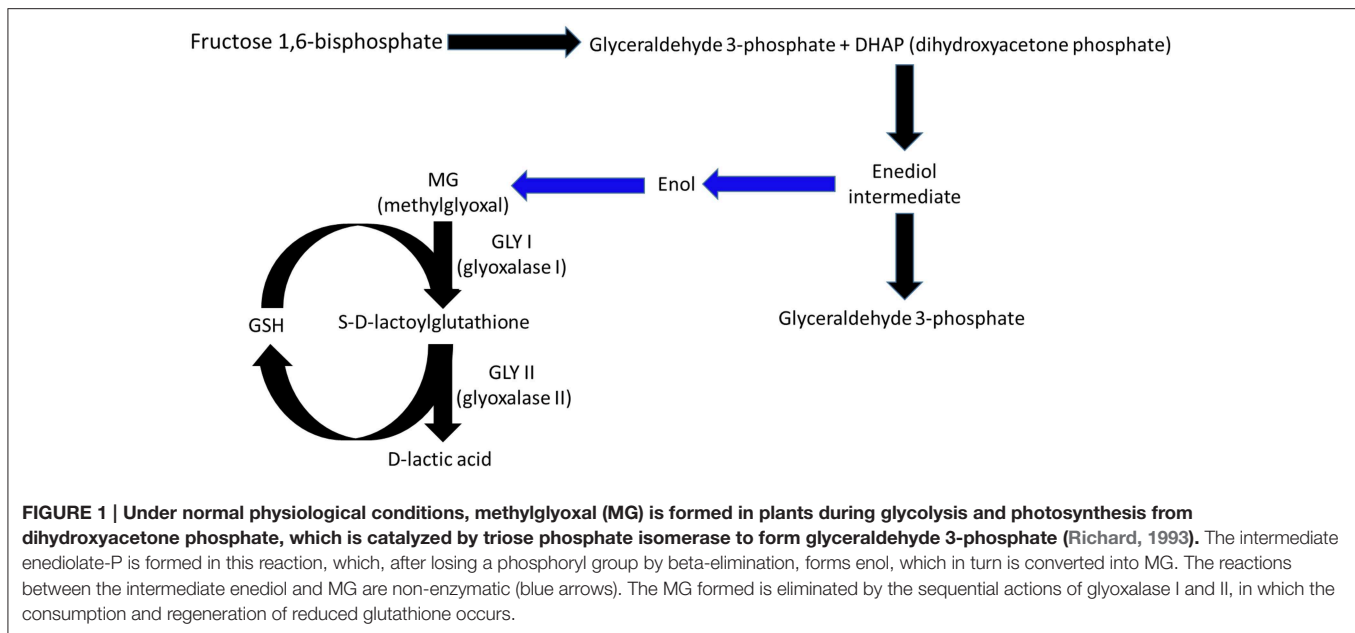 Fructose 1,6-bisphosphate
Glyceraldehyde 3-phosphate + DHAP (dihydroxyacetone phosphate)
MG
(methylglyoxal)
Enol
Enediol
intermediate
GLY I
(glyoxalase I)
GSH
S-D-lactoylglutathione
Glyceraldehyde 3-phosphate
GLY II
(glyoxalase II)
D-lactic acid
FIGURE 1 | Under normal physiological conditions, methylglyoxal (MG) is formed in plants during glycolysis and photosynthesis from
dihydroxyacetone phosphate, which is catalyzed by triose phosphate isomerase to form glyceraldehyde 3-phosphate (Richard, 1993). The intermediate
enediolate-P is formed in this reaction, which, after losing a phosphoryl group by beta-elimination, forms enol, which in turn is converted into MG. The reactions
between the intermediate enediol and MG are non-enzymatic (blue arrows). The MG formed is eliminated by the sequential actions of glyoxalase I and II, in which the
consumption and regeneration of reduced glutathione occurs.